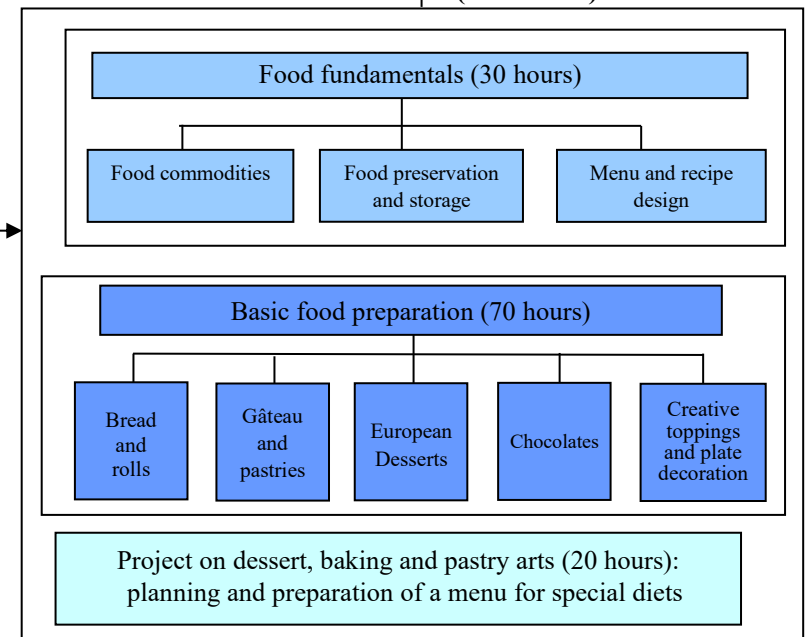 Food fundamentals (30 hours)
Food commodities
Food preservation
and storage
Menu and recipe
design
Basic food preparation (70 hours)
Bread
and
rolls
Gâteau
and
pastries
European
Desserts
Chocolates
Creative
toppings
and plate
decoration
Project on dessert, baking and pastry arts (20 hours):
planning and preparation of a menu for special diets